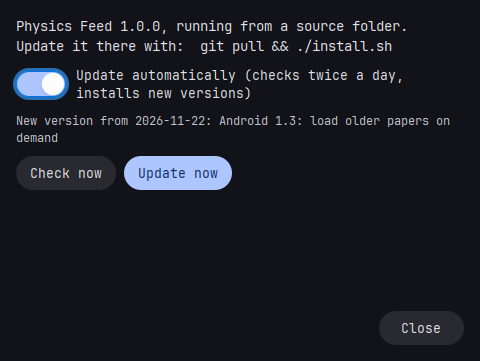 Physics Feed 1.0.0, running from a source folder.
Update it there with:  git pull && ./install.sh
Update automatically (checks twice a day,
installs new versions)
New version from 2026-11-22: Android 1.3: load older papers on
demand
Check now
Update now
Close